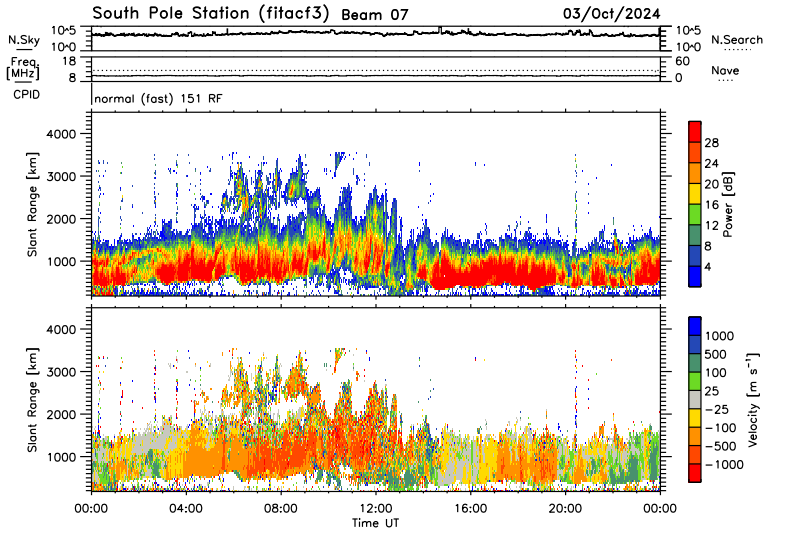 South Pole Station (fitacf3) Beam 07 03/Oct/2024
N.Sky 10^5 10^0 10^5 10^0 N.Search
Freq. [MHz] 18 8 60 0 Nave
CPID normal (fast) 151 RF
Slant Range [km] 4000 3000 2000 1000
28 24 20 16 12 8 4 Power [dB]
Slant Range [km] 4000 3000 2000 1000
1000 500 100 25 −25 −100 −500 −1000 Velocity [m s⁻¹]
00:00 04:00 08:00 12:00 16:00 20:00 00:00
Time UT